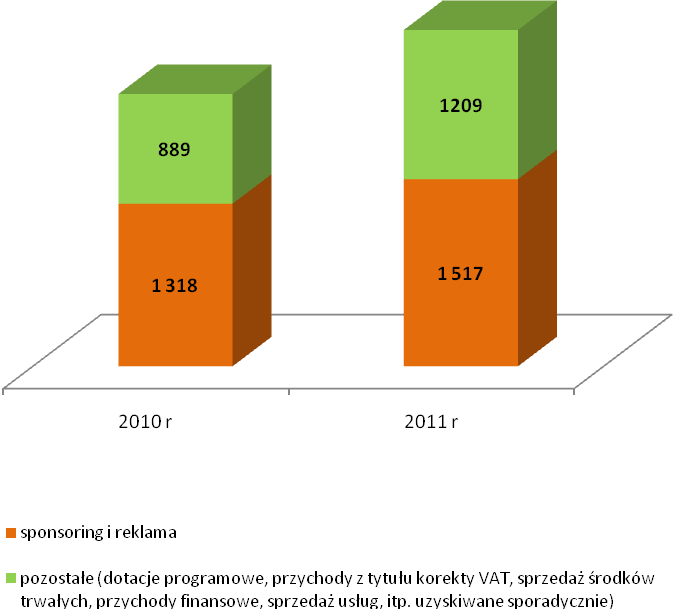 889
1209
1 318
1 517
2010 r
2011 r
sponsoring i reklama
pozostałe (dotacje programowe, przychody z tytułu korekty VAT, sprzedaż środków
trwałych, przychody finansowe, sprzedaż usług, itp. uzyskiwane sporadycznie)